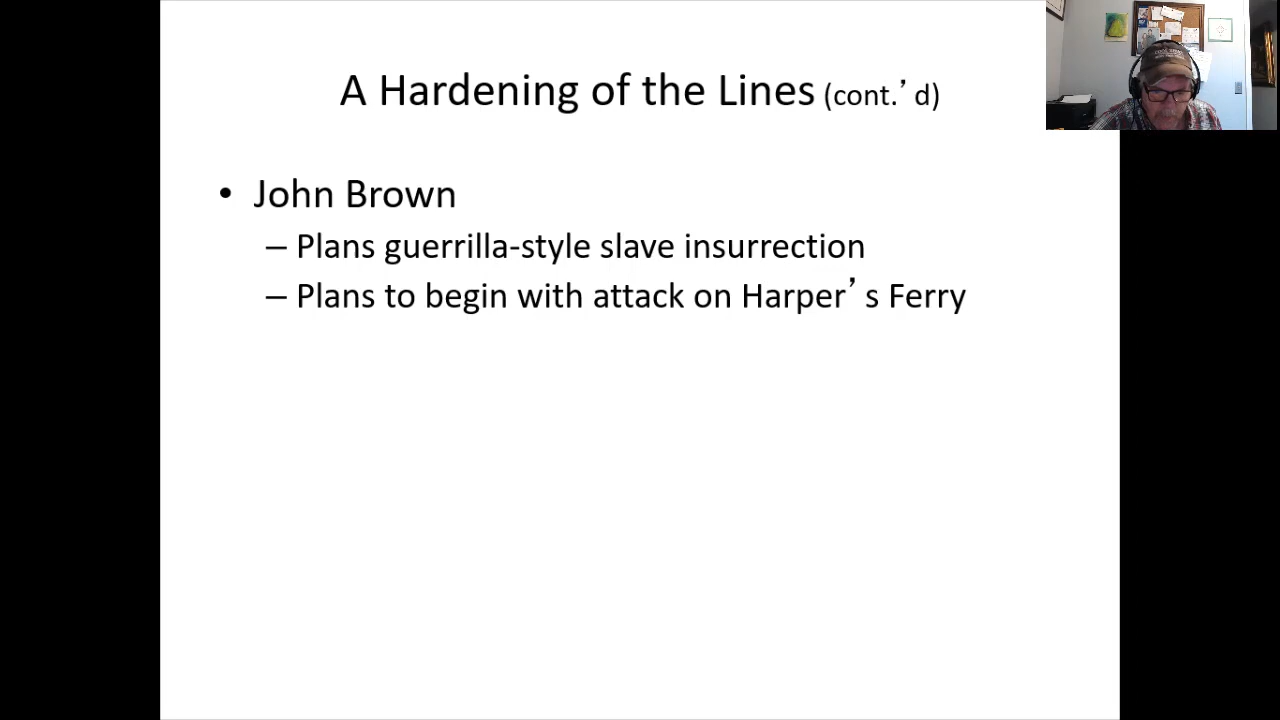 A Hardening of the Lines (cont.’ d)
• John Brown
– Plans guerrilla-style slave insurrection
– Plans to begin with attack on Harper’ s Ferry